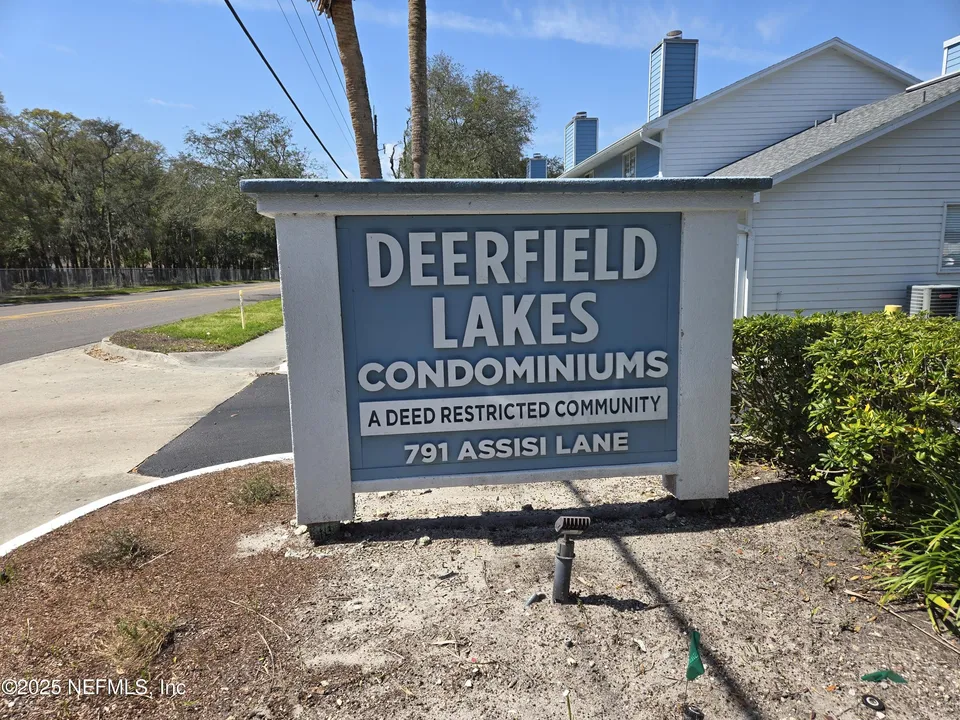 DEERFIELD
LAKES
CONDOMINIUMS
A DEED RESTRICTED COMMUNITY
791 ASSISI LANE
©2025 NEFMLS, Inc